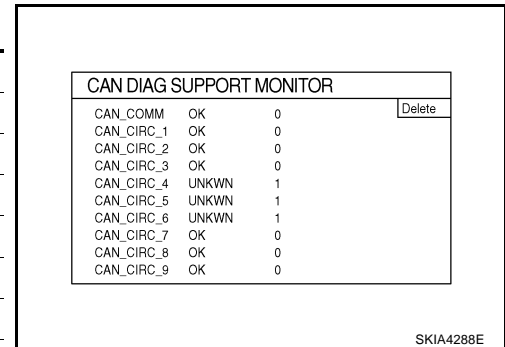 CAN DIAG SUPPORT MONITOR
Delete
CAN_COMM OK 0
CAN_CIRC_1 OK 0
CAN_CIRC_2 OK 0
CAN_CIRC_3 OK 0
CAN_CIRC_4 UNKWN 1
CAN_CIRC_5 UNKWN 1
CAN_CIRC_6 UNKWN 1
CAN_CIRC_7 OK 0
CAN_CIRC_8 OK 0
CAN_CIRC_9 OK 0
SKIA4288E